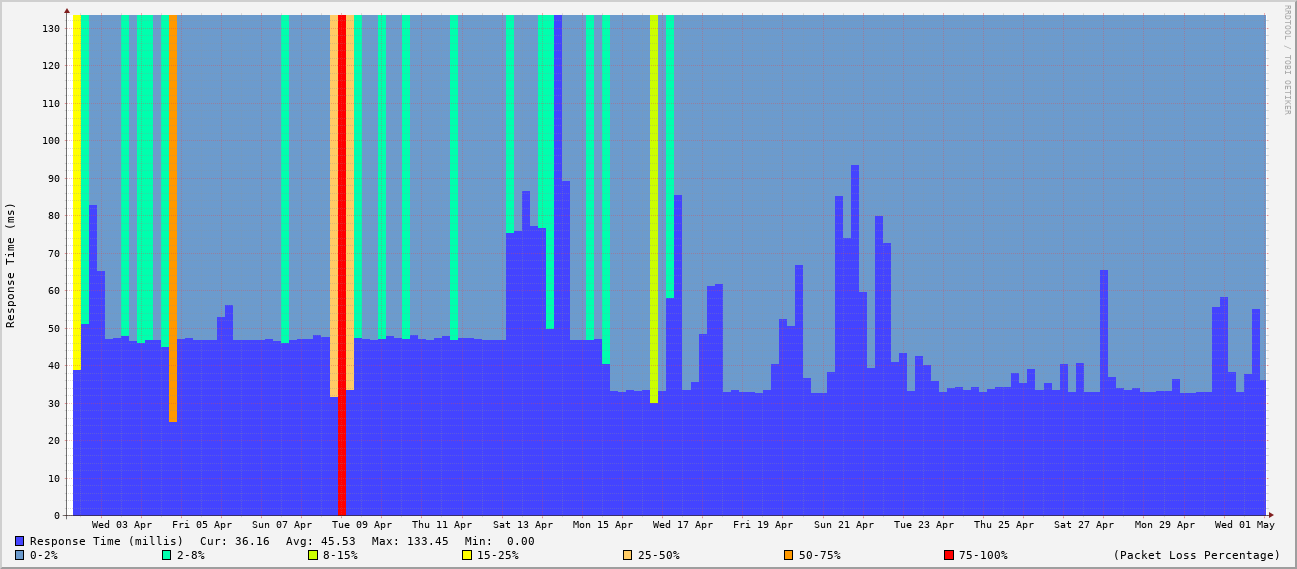 RRDTOOL / TOBI OETIKER
Response Time (ms)
130
120
110
100
90
80
70
60
50
40
30
20
10
0
Wed 03 Apr Fri 05 Apr Sun 07 Apr Tue 09 Apr Thu 11 Apr Sat 13 Apr Mon 15 Apr Wed 17 Apr Fri 19 Apr Sun 21 Apr Tue 23 Apr Thu 25 Apr Sat 27 Apr Mon 29 Apr Wed 01 May
Response Time (millis) Cur: 36.16 Avg: 45.53 Max: 133.45 Min: 0.00
0-2% 2-8% 8-15% 15-25% 25-50% 50-75% 75-100% (Packet Loss Percentage)